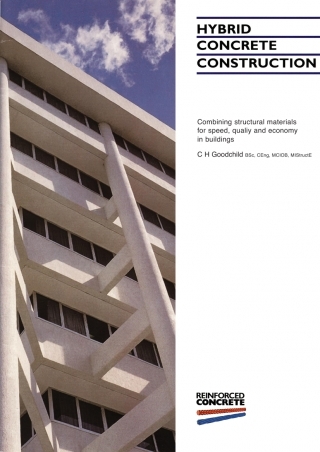 HYBRID
CONCRETE
CONSTRUCTION
Combining structural materials
for speed, qualiy and economy
in buildings
C H Goodchild BSc, CEng, MCIOB, MIStructE
REINFORCED
CONCRETE